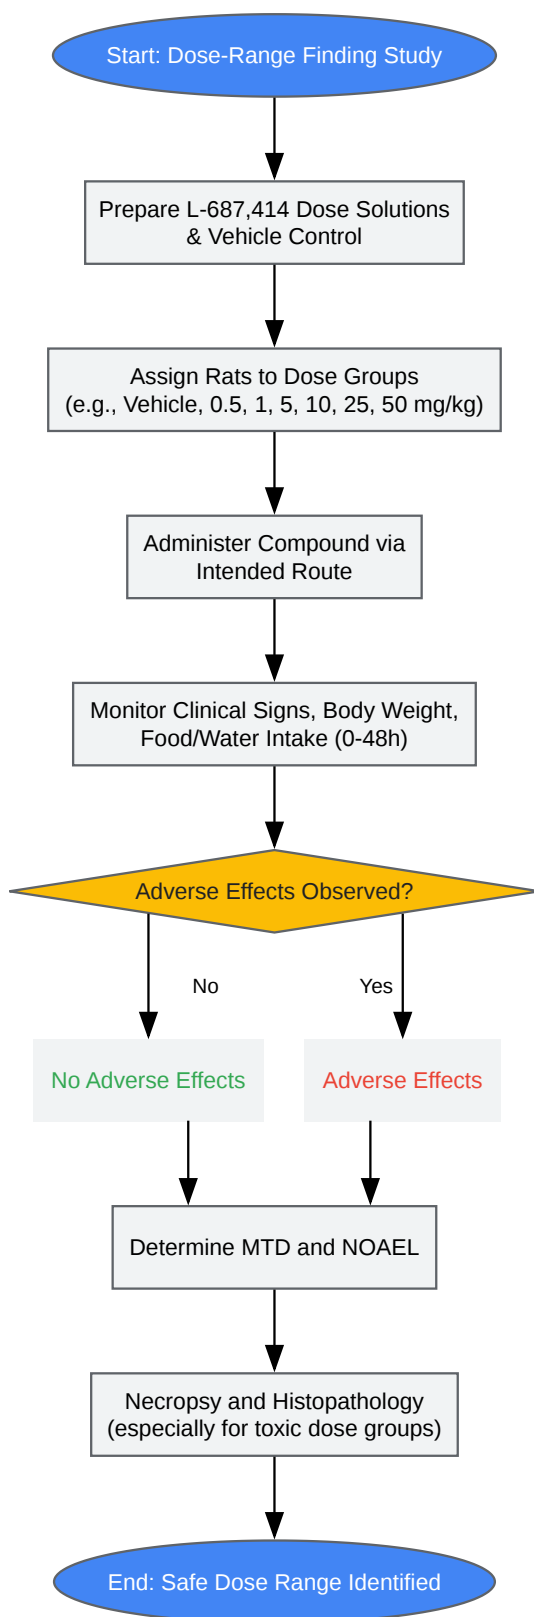 Start: Dose-Range Finding Study
Prepare L-687,414 Dose Solutions
& Vehicle Control
Assign Rats to Dose Groups
(e.g., Vehicle, 0.5, 1, 5, 10, 25, 50 mg/kg)
Administer Compound via
Intended Route
Monitor Clinical Signs, Body Weight,
Food/Water Intake (0-48h)
Adverse Effects Observed?
No
Yes
No Adverse Effects
Adverse Effects
Determine MTD and NOAEL
Necropsy and Histopathology
(especially for toxic dose groups)
End: Safe Dose Range Identified